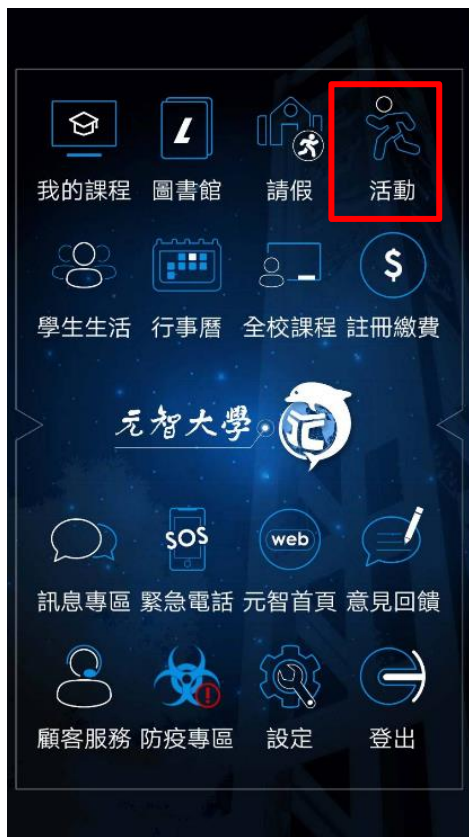 我的課程 圖書館 請假 活動
學生生活 行事曆 全校課程 註冊繳費
元智大學
訊息專區 SOS 緊急電話 web 元智首頁 意見回饋
顧客服務 防疫專區 設定 登出